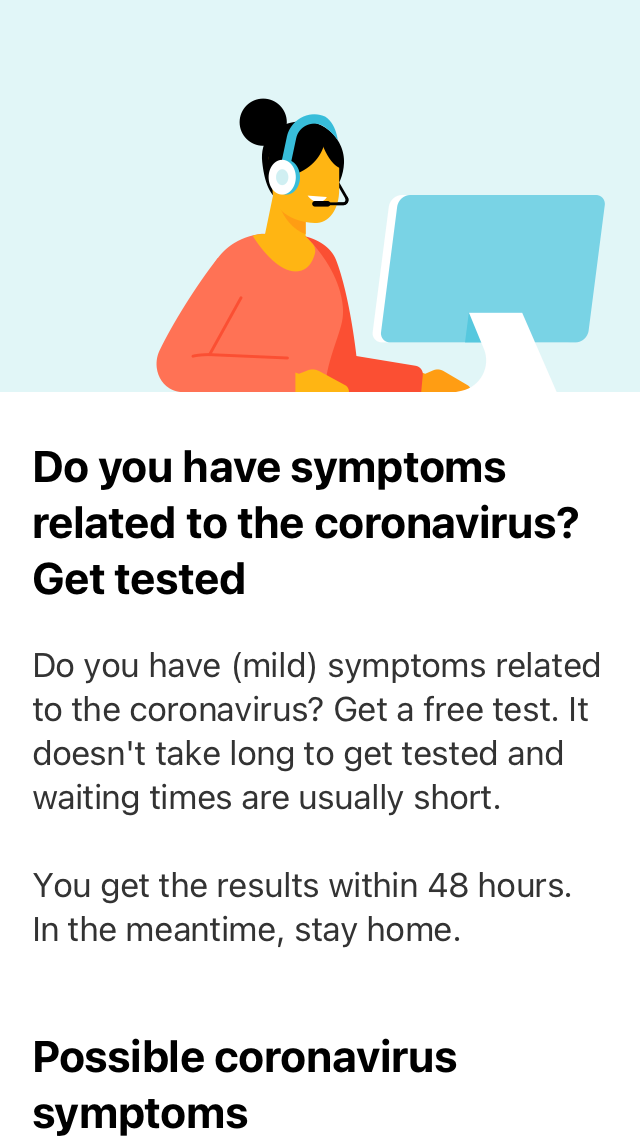 Do you have symptoms
related to the coronavirus?
Get tested
Do you have (mild) symptoms related
to the coronavirus? Get a free test. It
doesn't take long to get tested and
waiting times are usually short.
You get the results within 48 hours.
In the meantime, stay home.
Possible coronavirus
symptoms